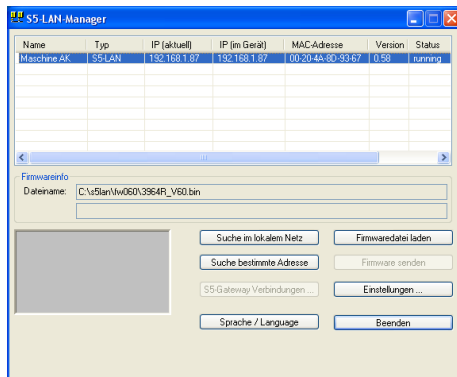 S5-LAN-Manager
Name Typ IP (aktuell) IP (im Gerät) MAC-Adresse Version Status
Maschine AK S5-LAN 192.168.1.87 192.168.1.87 00-20-4A-8D-93-67 0.58 running
Firmwareinfo
Dateiname: C:\s5lan\fw060\3964R_V60.bin
Suche im lokalem Netz Firmwaredatei laden
Suche bestimmte Adresse Firmware senden
S5-Gateway Verbindungen ... Einstellungen ...
Sprache / Language Beenden